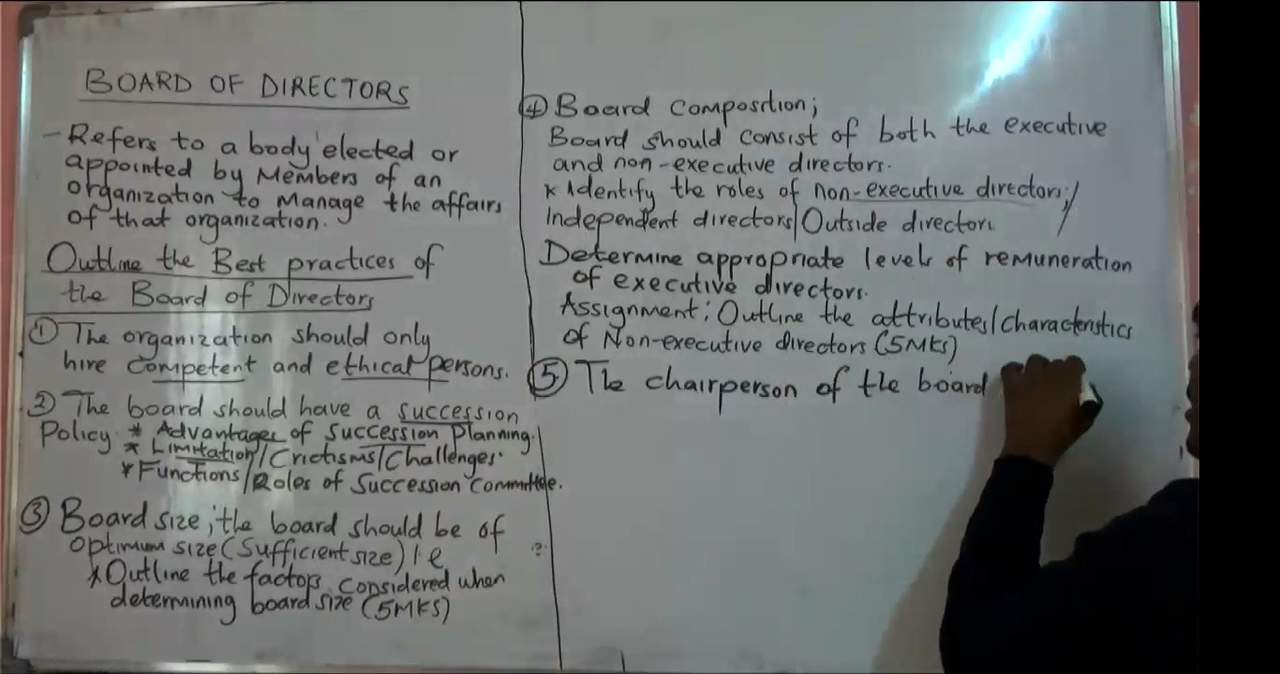 BOARD OF DIRECTORS
- Refers to a body elected or
appointed by Members of an
organization to Manage the affairs
of that organization.
Outline the Best practices of
the Board of Directors
① The organization should only
hire competent and ethical persons.
② The board should have a succession
Policy * Advantages of Succession Planning.
* Limitation/Crictisms/Challenges.
* Functions/Roles of Succession Committee.
③ Board size; the board should be of
optimum size (Sufficient size) i.e
* Outline the factors considered when
determining board size (5MKS)
④ Board Composition;
Board should consist of both the executive
and non-executive directors.
* Identify the roles of non-executive directors;/
Independent directors/Outside directors
Determine appropriate levels of remuneration
of executive directors.
Assignment; Outline the attributes/characteristics
of Non-executive directors (5MKS)
⑤ The chairperson of the board